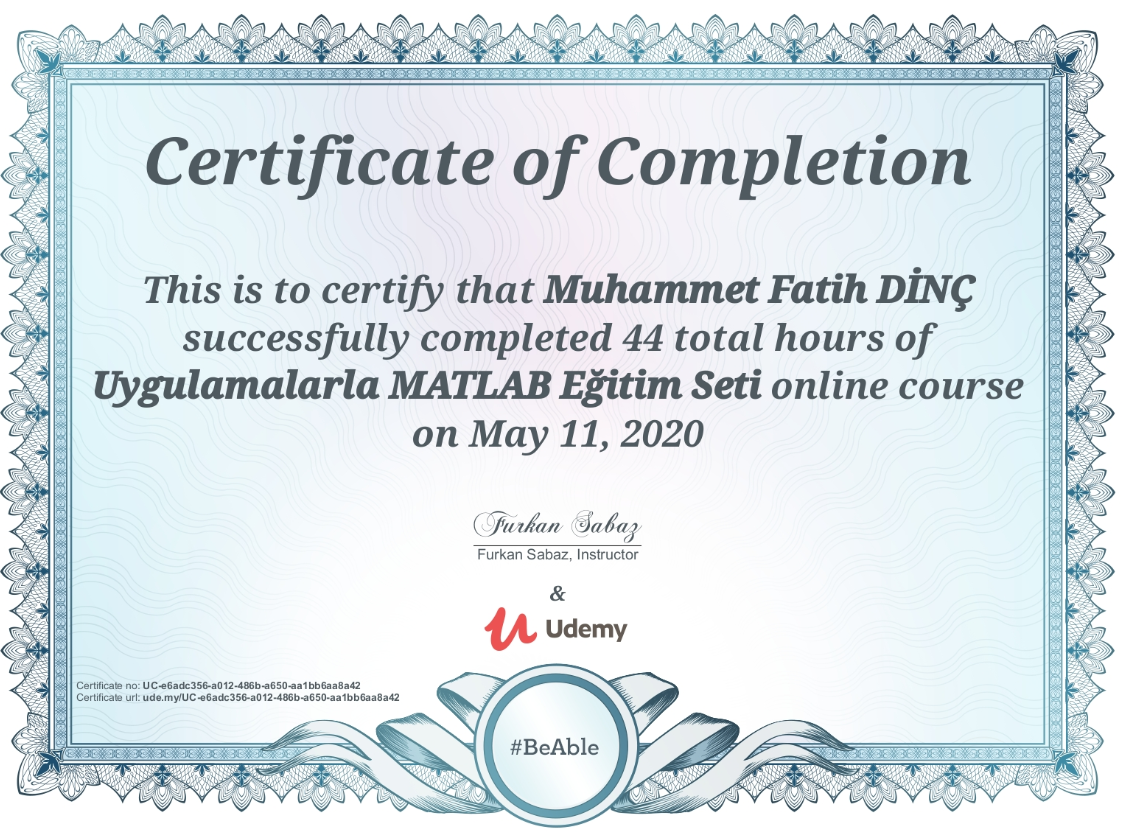 Certificate of Completion
This is to certify that Muhammet Fatih DİNÇ
successfully completed 44 total hours of
Uygulamalarla MATLAB Eğitim Seti online course
on May 11, 2020
Furkan Sabaz
Furkan Sabaz, Instructor
&
Udemy
Certificate no: UC-e6adc356-a012-486b-a650-aa1bb6aa8a42
Certificate url: ude.my/UC-e6adc356-a012-486b-a650-aa1bb6aa8a42
#BeAble